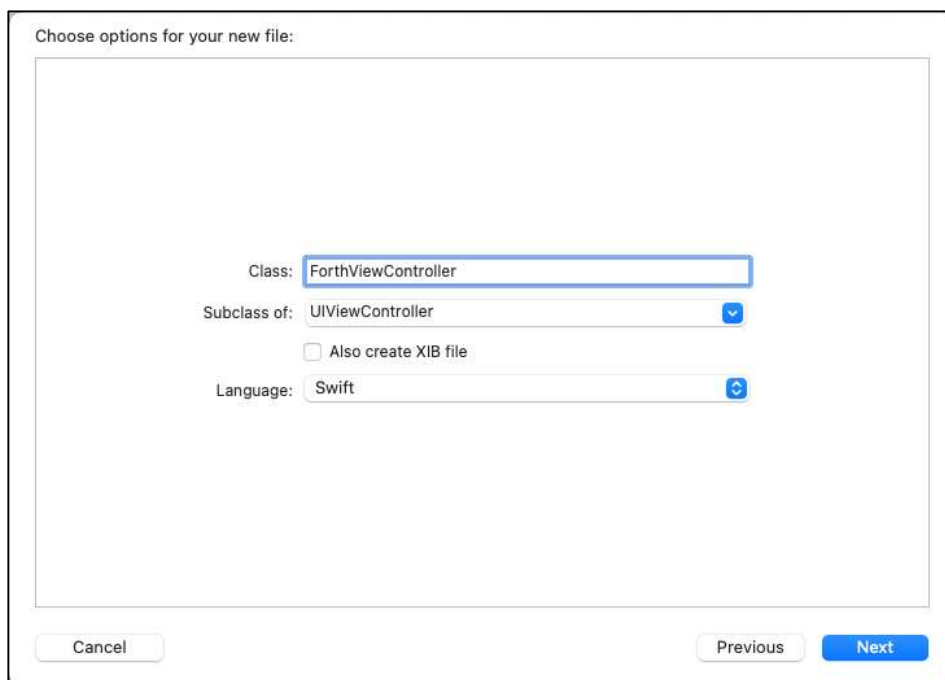 Choose options for your new file:
Class: ForthViewController
Subclass of: UIViewController
Also create XIB file
Language: Swift
Cancel Previous Next